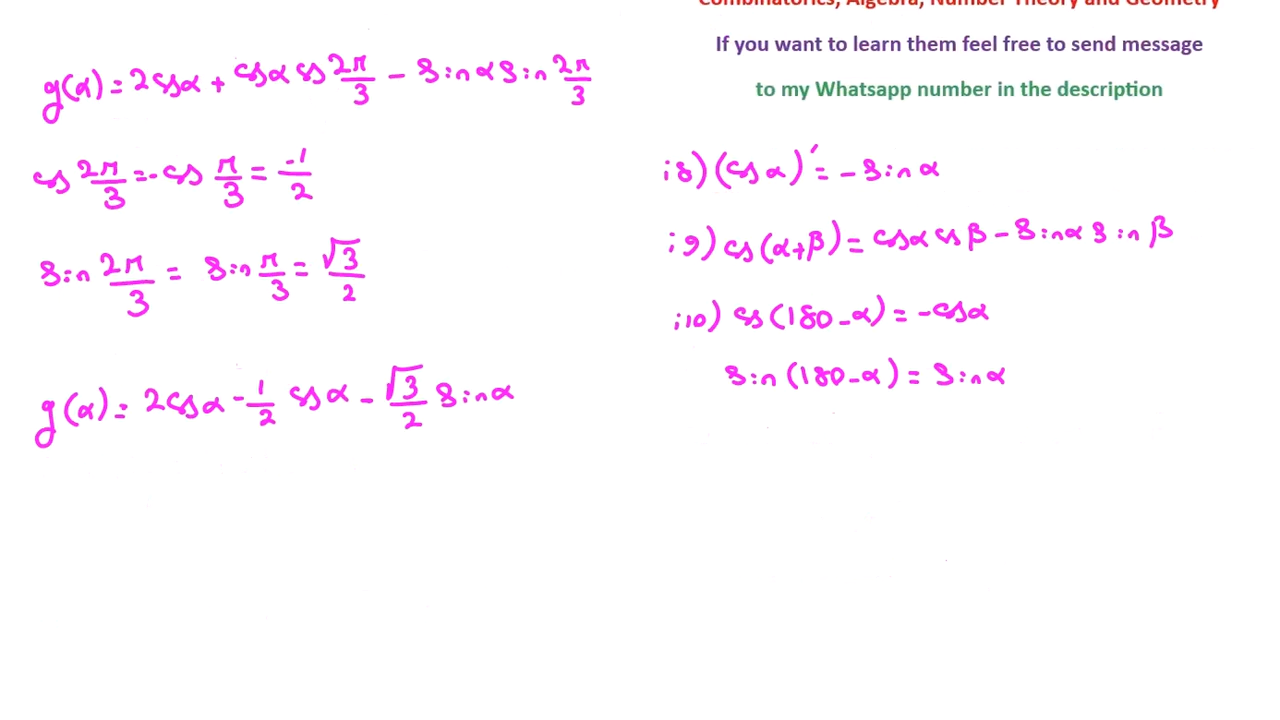 Combinatorics, Algebra, Number Theory and Geometry
If you want to learn them feel free to send message
to my Whatsapp number in the description
g(α) = 2cosα + cosα cos 2π/3 - sinα sin 2π/3
cos 2π/3 = -cos π/3 = -1/2
sin 2π/3 = sin π/3 = √3/2
g(α) = 2cosα - 1/2 cosα - √3/2 sinα
i8) (cosα)' = -sinα
i9) cos(α+β) = cosα cosβ - sinα sinβ
i10) cos(180-α) = -cosα
sin(180-α) = sinα